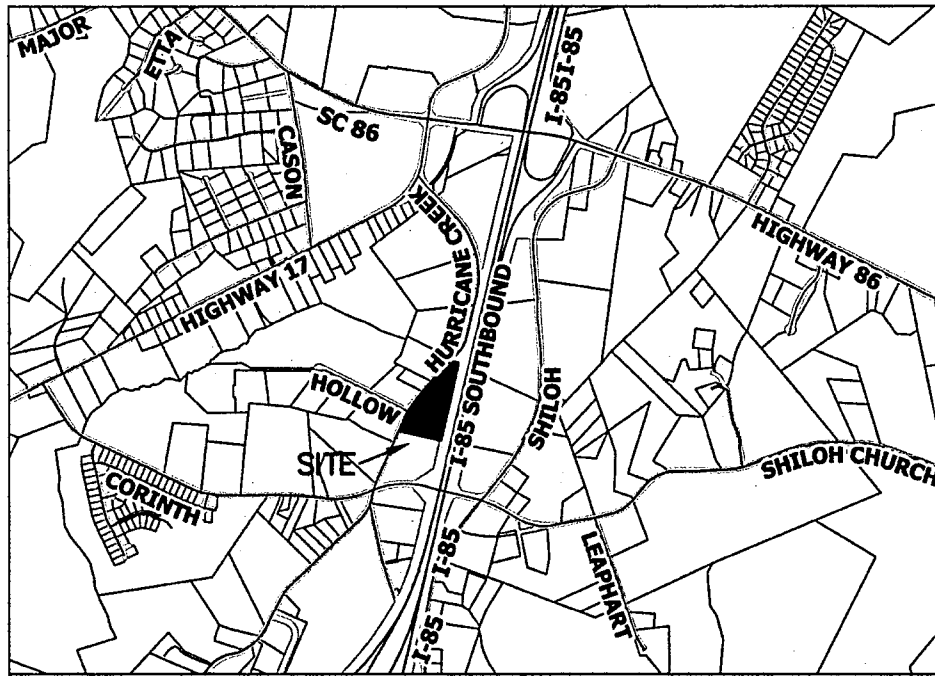 MAJOR
ETTA
CASON
SC 86
I-85
I-85
HIGHWAY 86
HURRICANE CREEK
HIGHWAY 17
I-85 SOUTHBOUND
HOLLOW
SHILOH
SITE
SHILOH CHURCH
CORINTH
I-85
I-85
LEAPHART
I-85